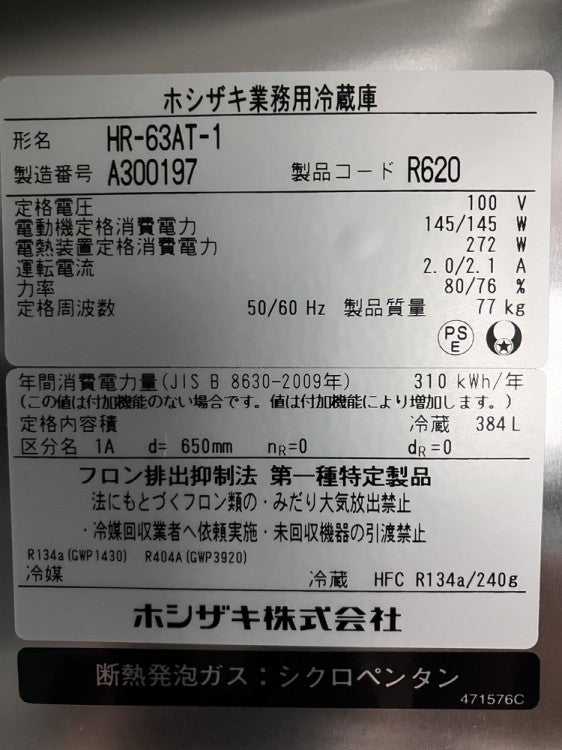 ホシザキ業務用冷蔵庫
形名 HR-63AT-1
製造番号 A300197 製品コード R620
定格電圧 100 V
電動機定格消費電力 145/145 W
電熱装置定格消費電力 272 W
運転電流 2.0/2.1 A
力率 80/76 %
定格周波数 50/60 Hz 製品質量 77 kg
PS
E
年間消費電力量(JIS B 8630-2009年) 310 kWh/年
(この値は付加機能のない場合です。値は付加機能により増加します。)
定格内容積 冷蔵 384 L
区分名 1A d= 650mm nR=0 dR=0
フロン排出抑制法 第一種特定製品
法にもとづくフロン類の・みだり大気放出禁止
・冷媒回収業者へ依頼実施・未回収機器の引渡禁止
R134a(GWP1430) R404A(GWP3920)
冷媒 冷蔵 HFC R134a/240g
ホシザキ株式会社
断熱発泡ガス：シクロペンタン
471576C